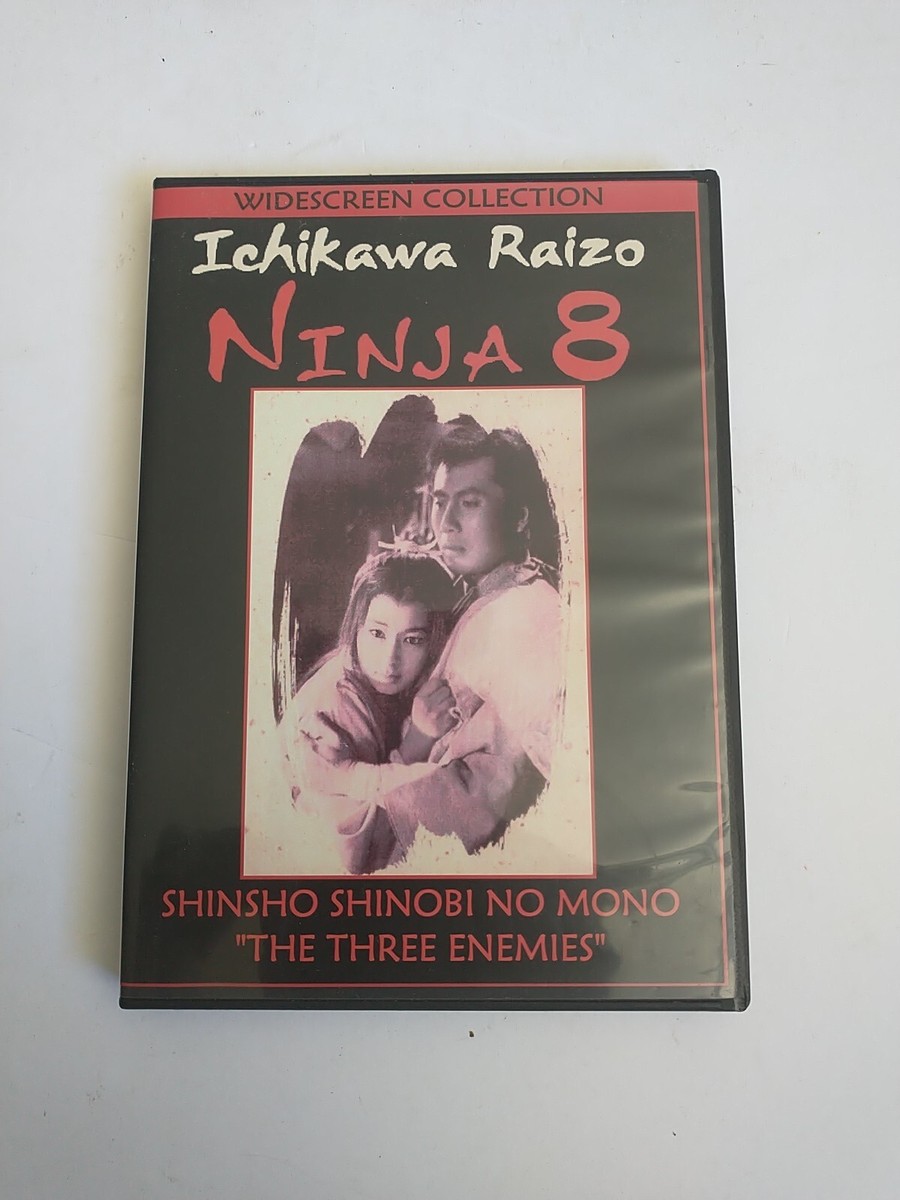 WIDESCREEN COLLECTION
Ichikawa Raizo
NINJA 8
SHINSHO SHINOBI NO MONO
"THE THREE ENEMIES"